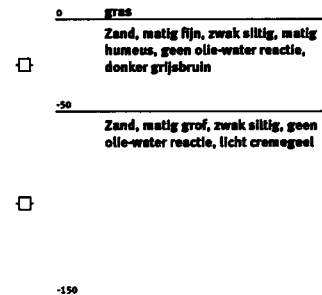 0 gras
Zand, matig fijn, zwak siltig, matig
humeus, geen olie-water reactie,
donker grijsbruin
-50
Zand, matig grof, zwak siltig, geen
olie-water reactie, licht cremegeel
-150